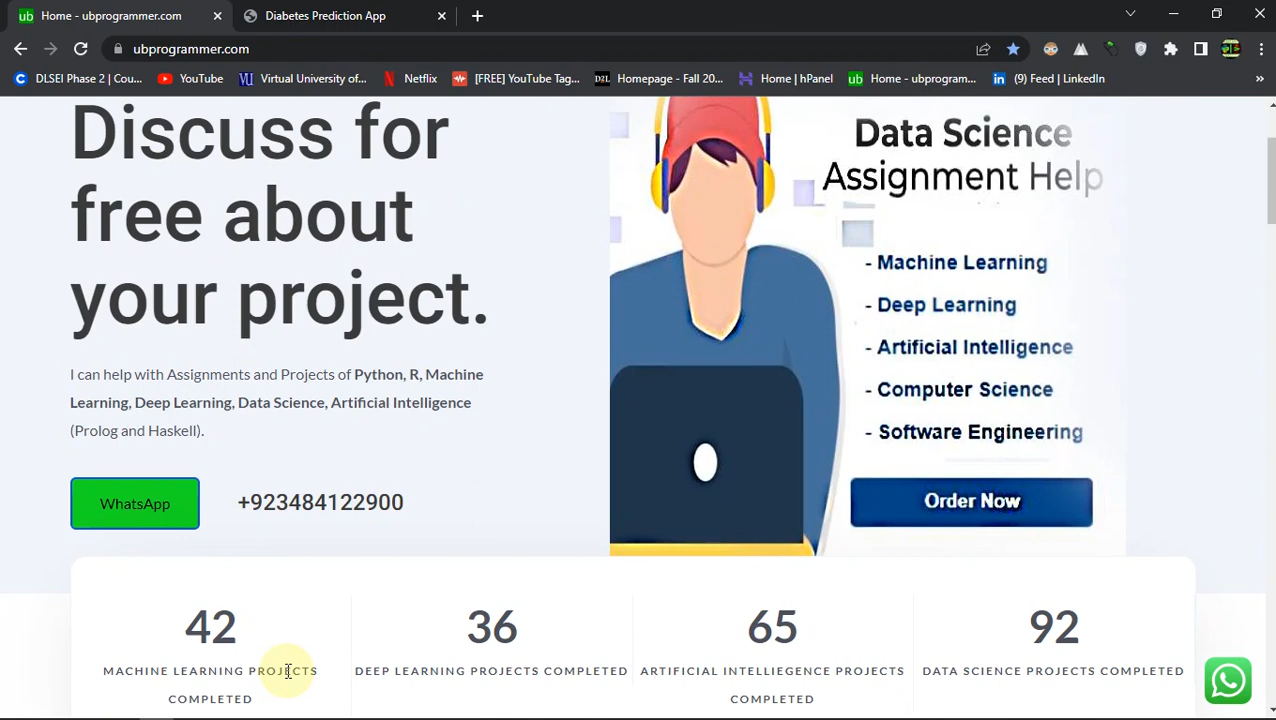 Home - ubprogrammer.com
Diabetes Prediction App
ubprogrammer.com
DLSEI Phase 2 | Cou...
YouTube
Virtual University of...
Netflix
[FREE] YouTube Tag...
Homepage - Fall 20...
Home | hPanel
Home - ubprogram...
(9) Feed | LinkedIn
Discuss for
free about
your project.
I can help with Assignments and Projects of Python, R, Machine
Learning, Deep Learning, Data Science, Artificial Intelligence
(Prolog and Haskell).
WhatsApp
+923484122900
Data Science
Assignment Help
- Machine Learning
- Deep Learning
- Artificial Intelligence
- Computer Science
- Software Engineering
Order Now
42
MACHINE LEARNING PROJECTS
COMPLETED
36
DEEP LEARNING PROJECTS COMPLETED
65
ARTIFICIAL INTELLIEGENCE PROJECTS
COMPLETED
92
DATA SCIENCE PROJECTS COMPLETED